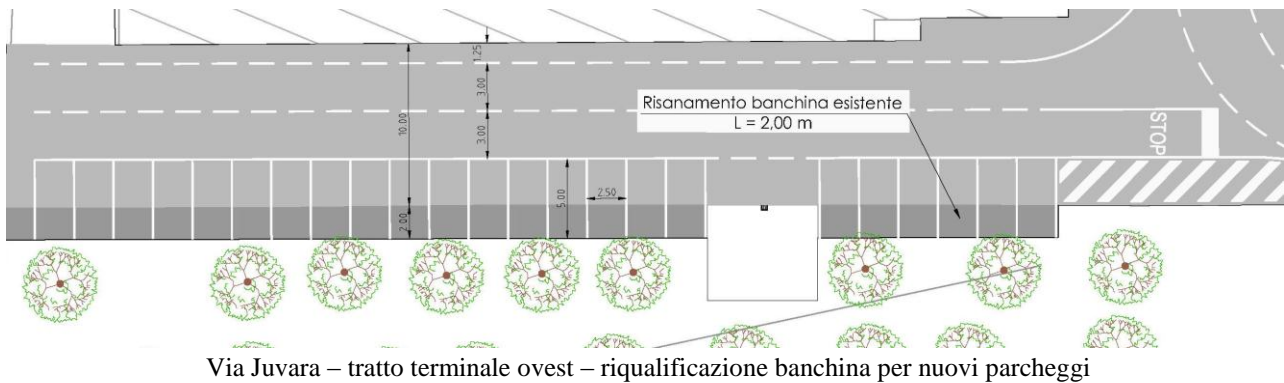 1.25
3.00
10.00
3.00
Risanamento banchina esistente
L = 2,00 m
STOP
5.00
2.50
2.00
Via Juvara – tratto terminale ovest – riqualificazione banchina per nuovi parcheggi